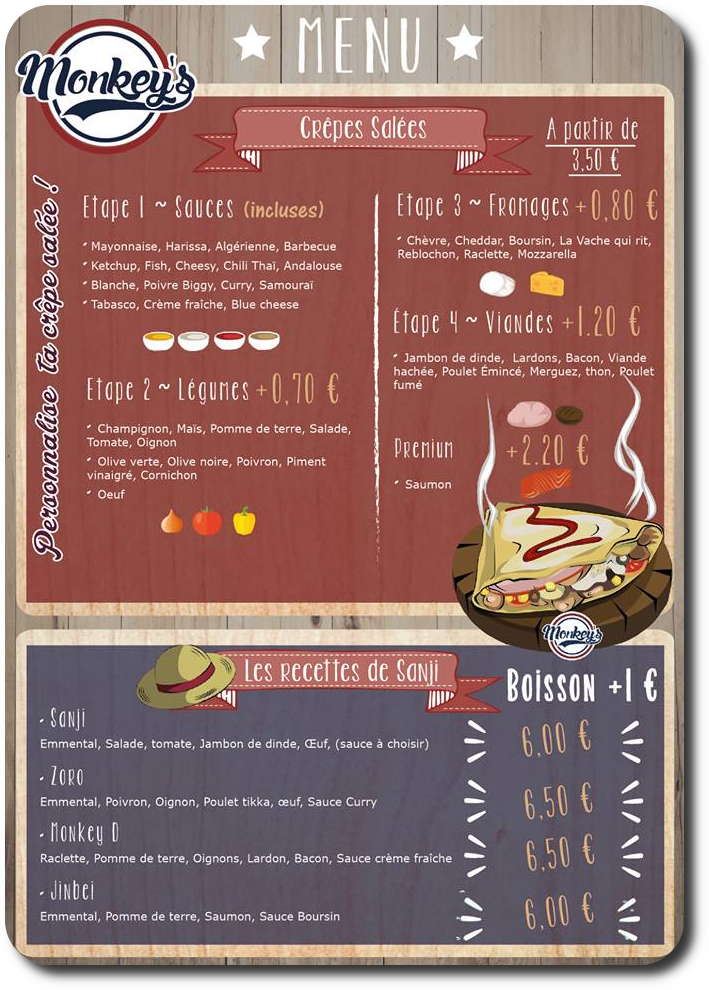 MENU
Monkey's
Crêpes Salées
A partir de
3,50 €
Personnalise ta crêpe salée !
Etape 1 ~ Sauces (incluses)
* Mayonnaise, Harissa, Algérienne, Barbecue
* Ketchup, Fish, Cheesy, Chili Thaï, Andalouse
* Blanche, Poivre Biggy, Curry, Samouraï
* Tabasco, Crème fraîche, Blue cheese
Etape 2 ~ Légumes +0,70 €
* Champignon, Maïs, Pomme de terre, Salade,
Tomate, Oignon
* Olive verte, Olive noire, Poivron, Piment
vinaigré, Cornichon
* Oeuf
Etape 3 ~ Fromages +0,80 €
* Chèvre, Cheddar, Boursin, La Vache qui rit,
Reblochon, Raclette, Mozzarella
Étape 4 ~ Viandes +1.20 €
* Jambon de dinde, Lardons, Bacon, Viande
hachée, Poulet Émincé, Merguez, thon, Poulet
fumé
Premium +2.20 €
* Saumon
Monkey's
Les recettes de Sanji
Boisson +1 €
- Sanji
Emmental, Salade, tomate, Jambon de dinde, Œuf, (sauce à choisir)
6,00 €
- Zoro
Emmental, Poivron, Oignon, Poulet tikka, œuf, Sauce Curry
6,50 €
- Monkey D
Raclette, Pomme de terre, Oignons, Lardon, Bacon, Sauce crème fraîche
6,50 €
- Jinbei
Emmental, Pomme de terre, Saumon, Sauce Boursin
6,00 €